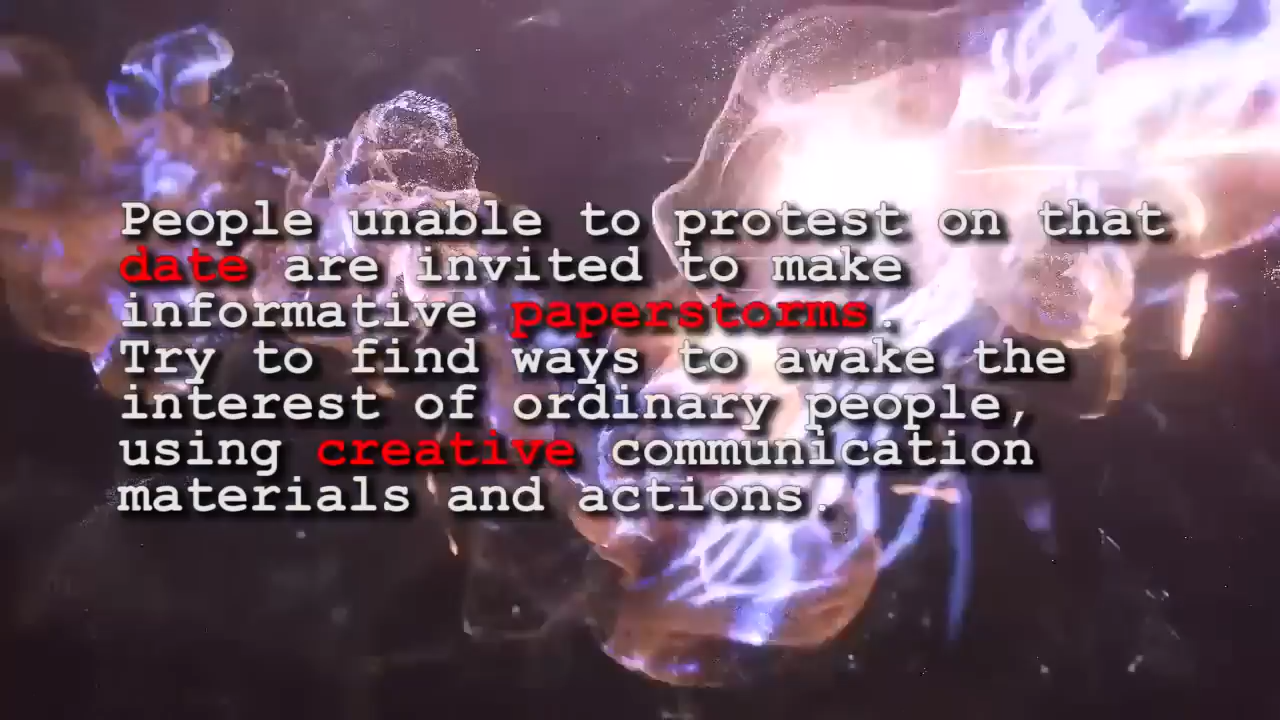 People unable to protest on that
date are invited to make
informative paperstorms.
Try to find ways to awake the
interest of ordinary people,
using creative communication
materials and actions.